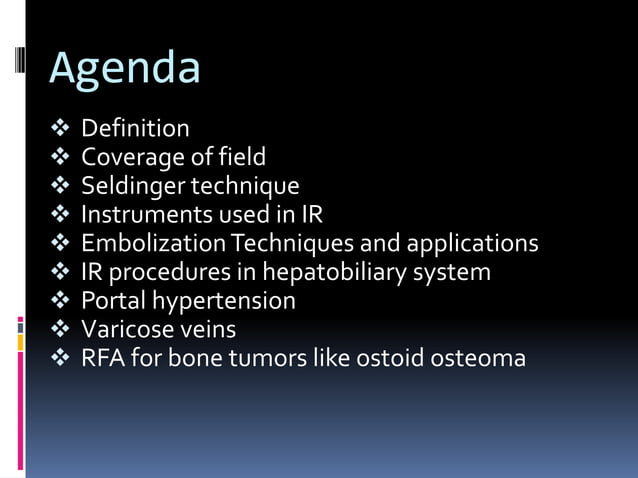 Agenda
❖ Definition
❖ Coverage of field
❖ Seldinger technique
❖ Instruments used in IR
❖ Embolization Techniques and applications
❖ IR procedures in hepatobiliary system
❖ Portal hypertension
❖ Varicose veins
❖ RFA for bone tumors like ostoid osteoma